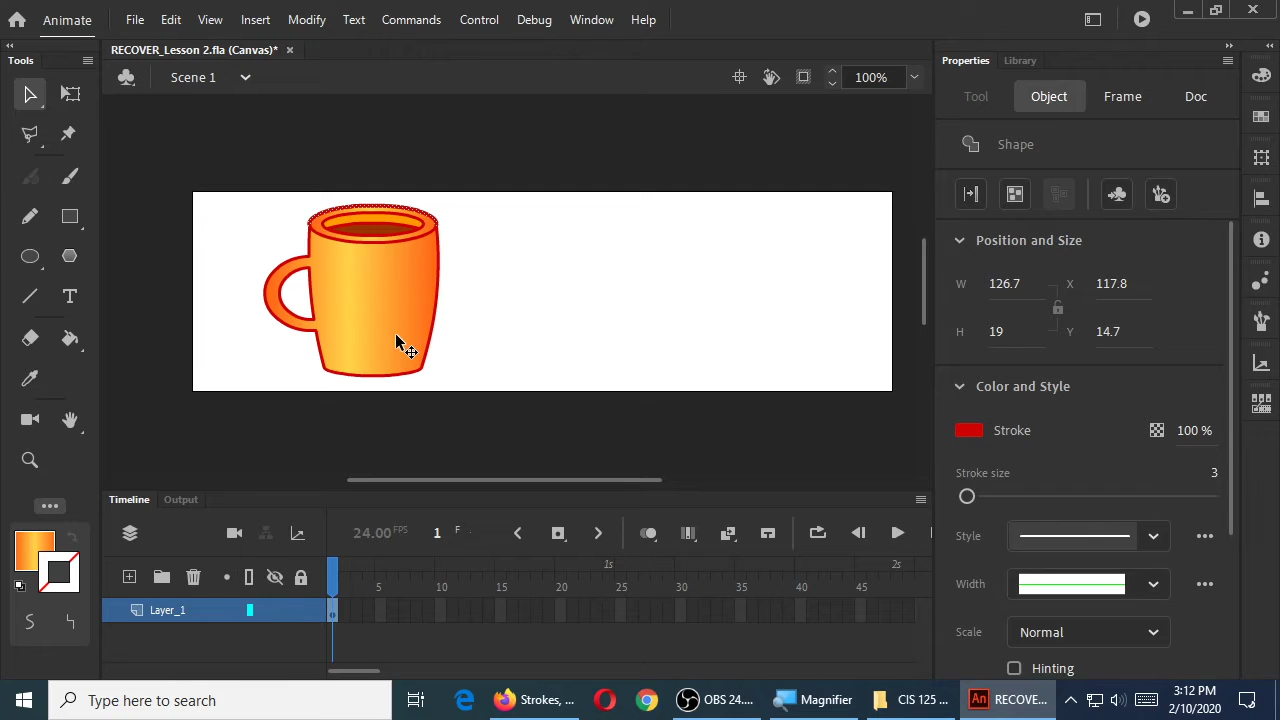 Animate
File Edit View Insert Modify Text Commands Control Debug Window Help
RECOVER_Lesson 2.fla (Canvas)*
Tools
Scene 1
100%
Properties Library
Tool Object Frame Doc
Shape
Position and Size
W 126.7 X 117.8
H 19 Y 14.7
Color and Style
Stroke 100 %
Stroke size 3
Style
Width
Scale Normal
Hinting
Timeline Output
24.00 FPS 1 F
1s 2s
5 10 15 20 25 30 35 40 45
Layer_1
Type here to search
Strokes, ...
OBS 24....
Magnifier
CIS 125 ...
An RECOVE...
3:12 PM
2/10/2020